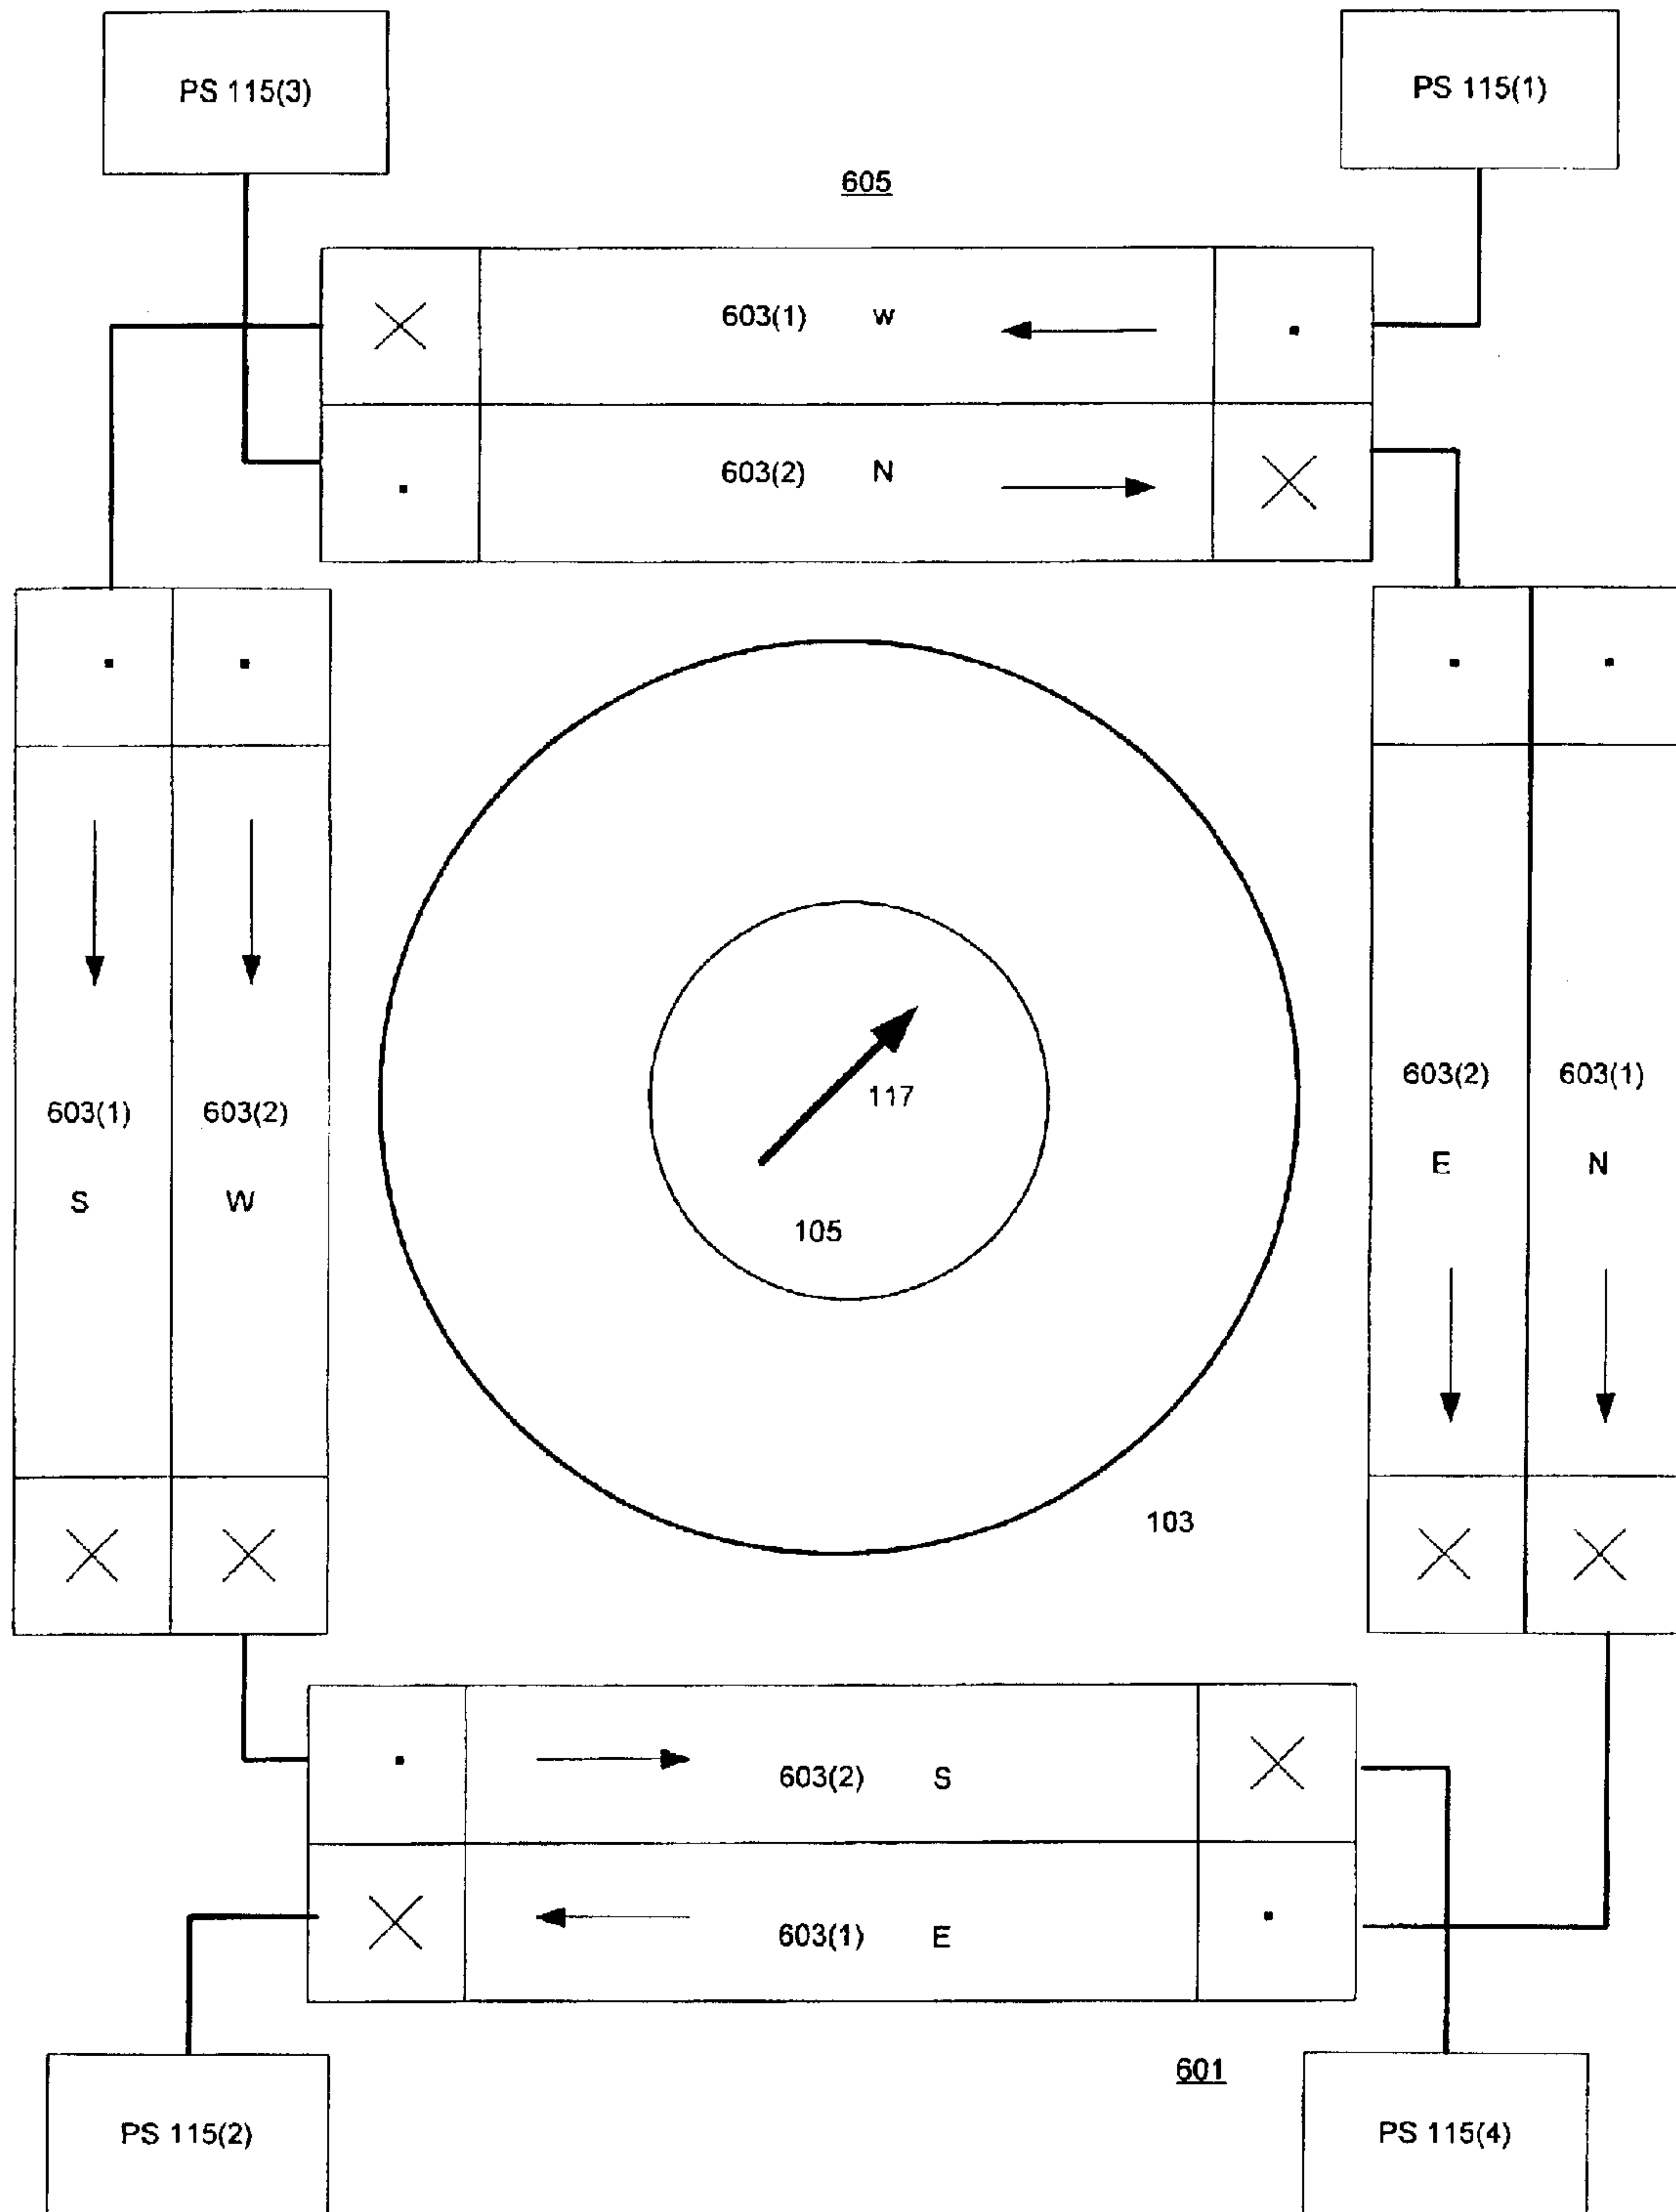 PS 115(3)
PS 115(1)
605
603(1) W
603(2) N
603(1)
S
603(2)
W
117
105
603(2)
E
603(1)
N
103
603(2) S
603(1) E
601
PS 115(2)
PS 115(4)